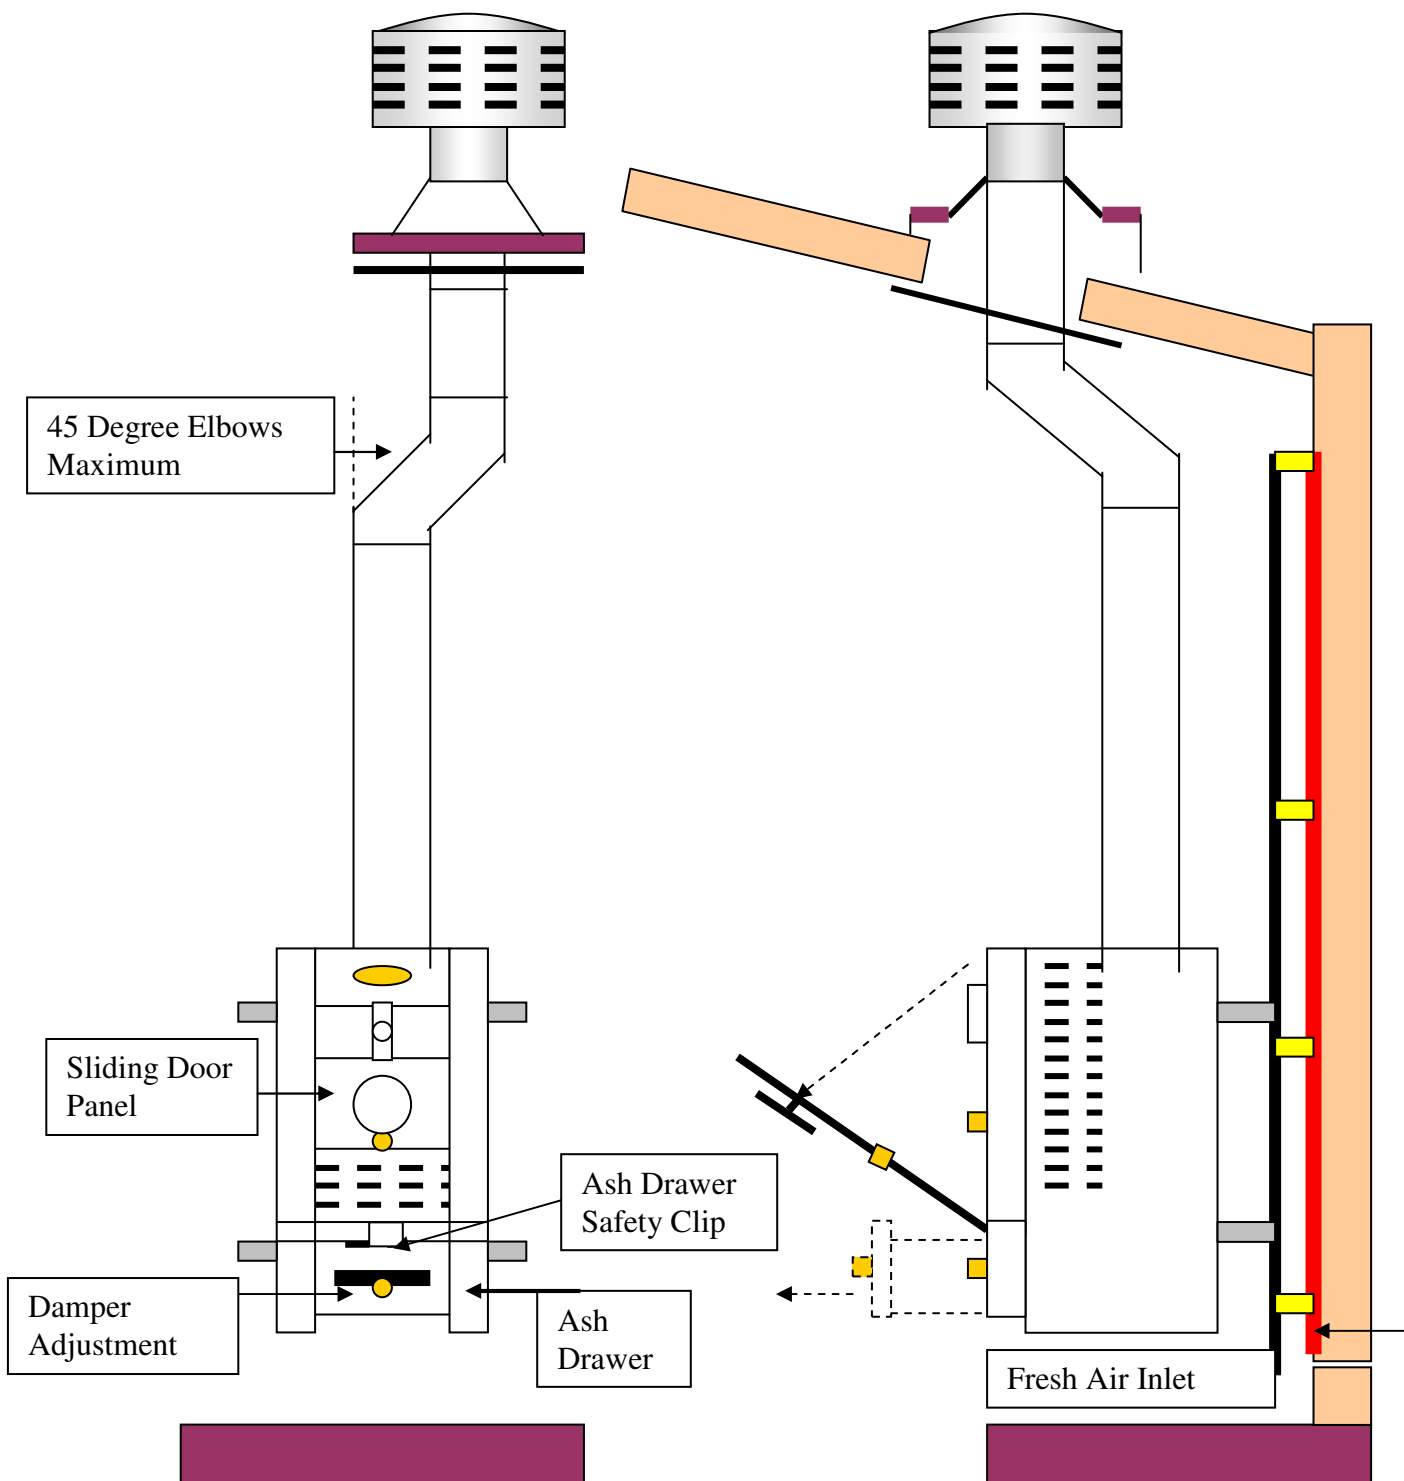 45 Degree Elbows
Maximum
Sliding Door
Panel
Ash Drawer
Safety Clip
Damper
Adjustment
Ash
Drawer
Fresh Air Inlet